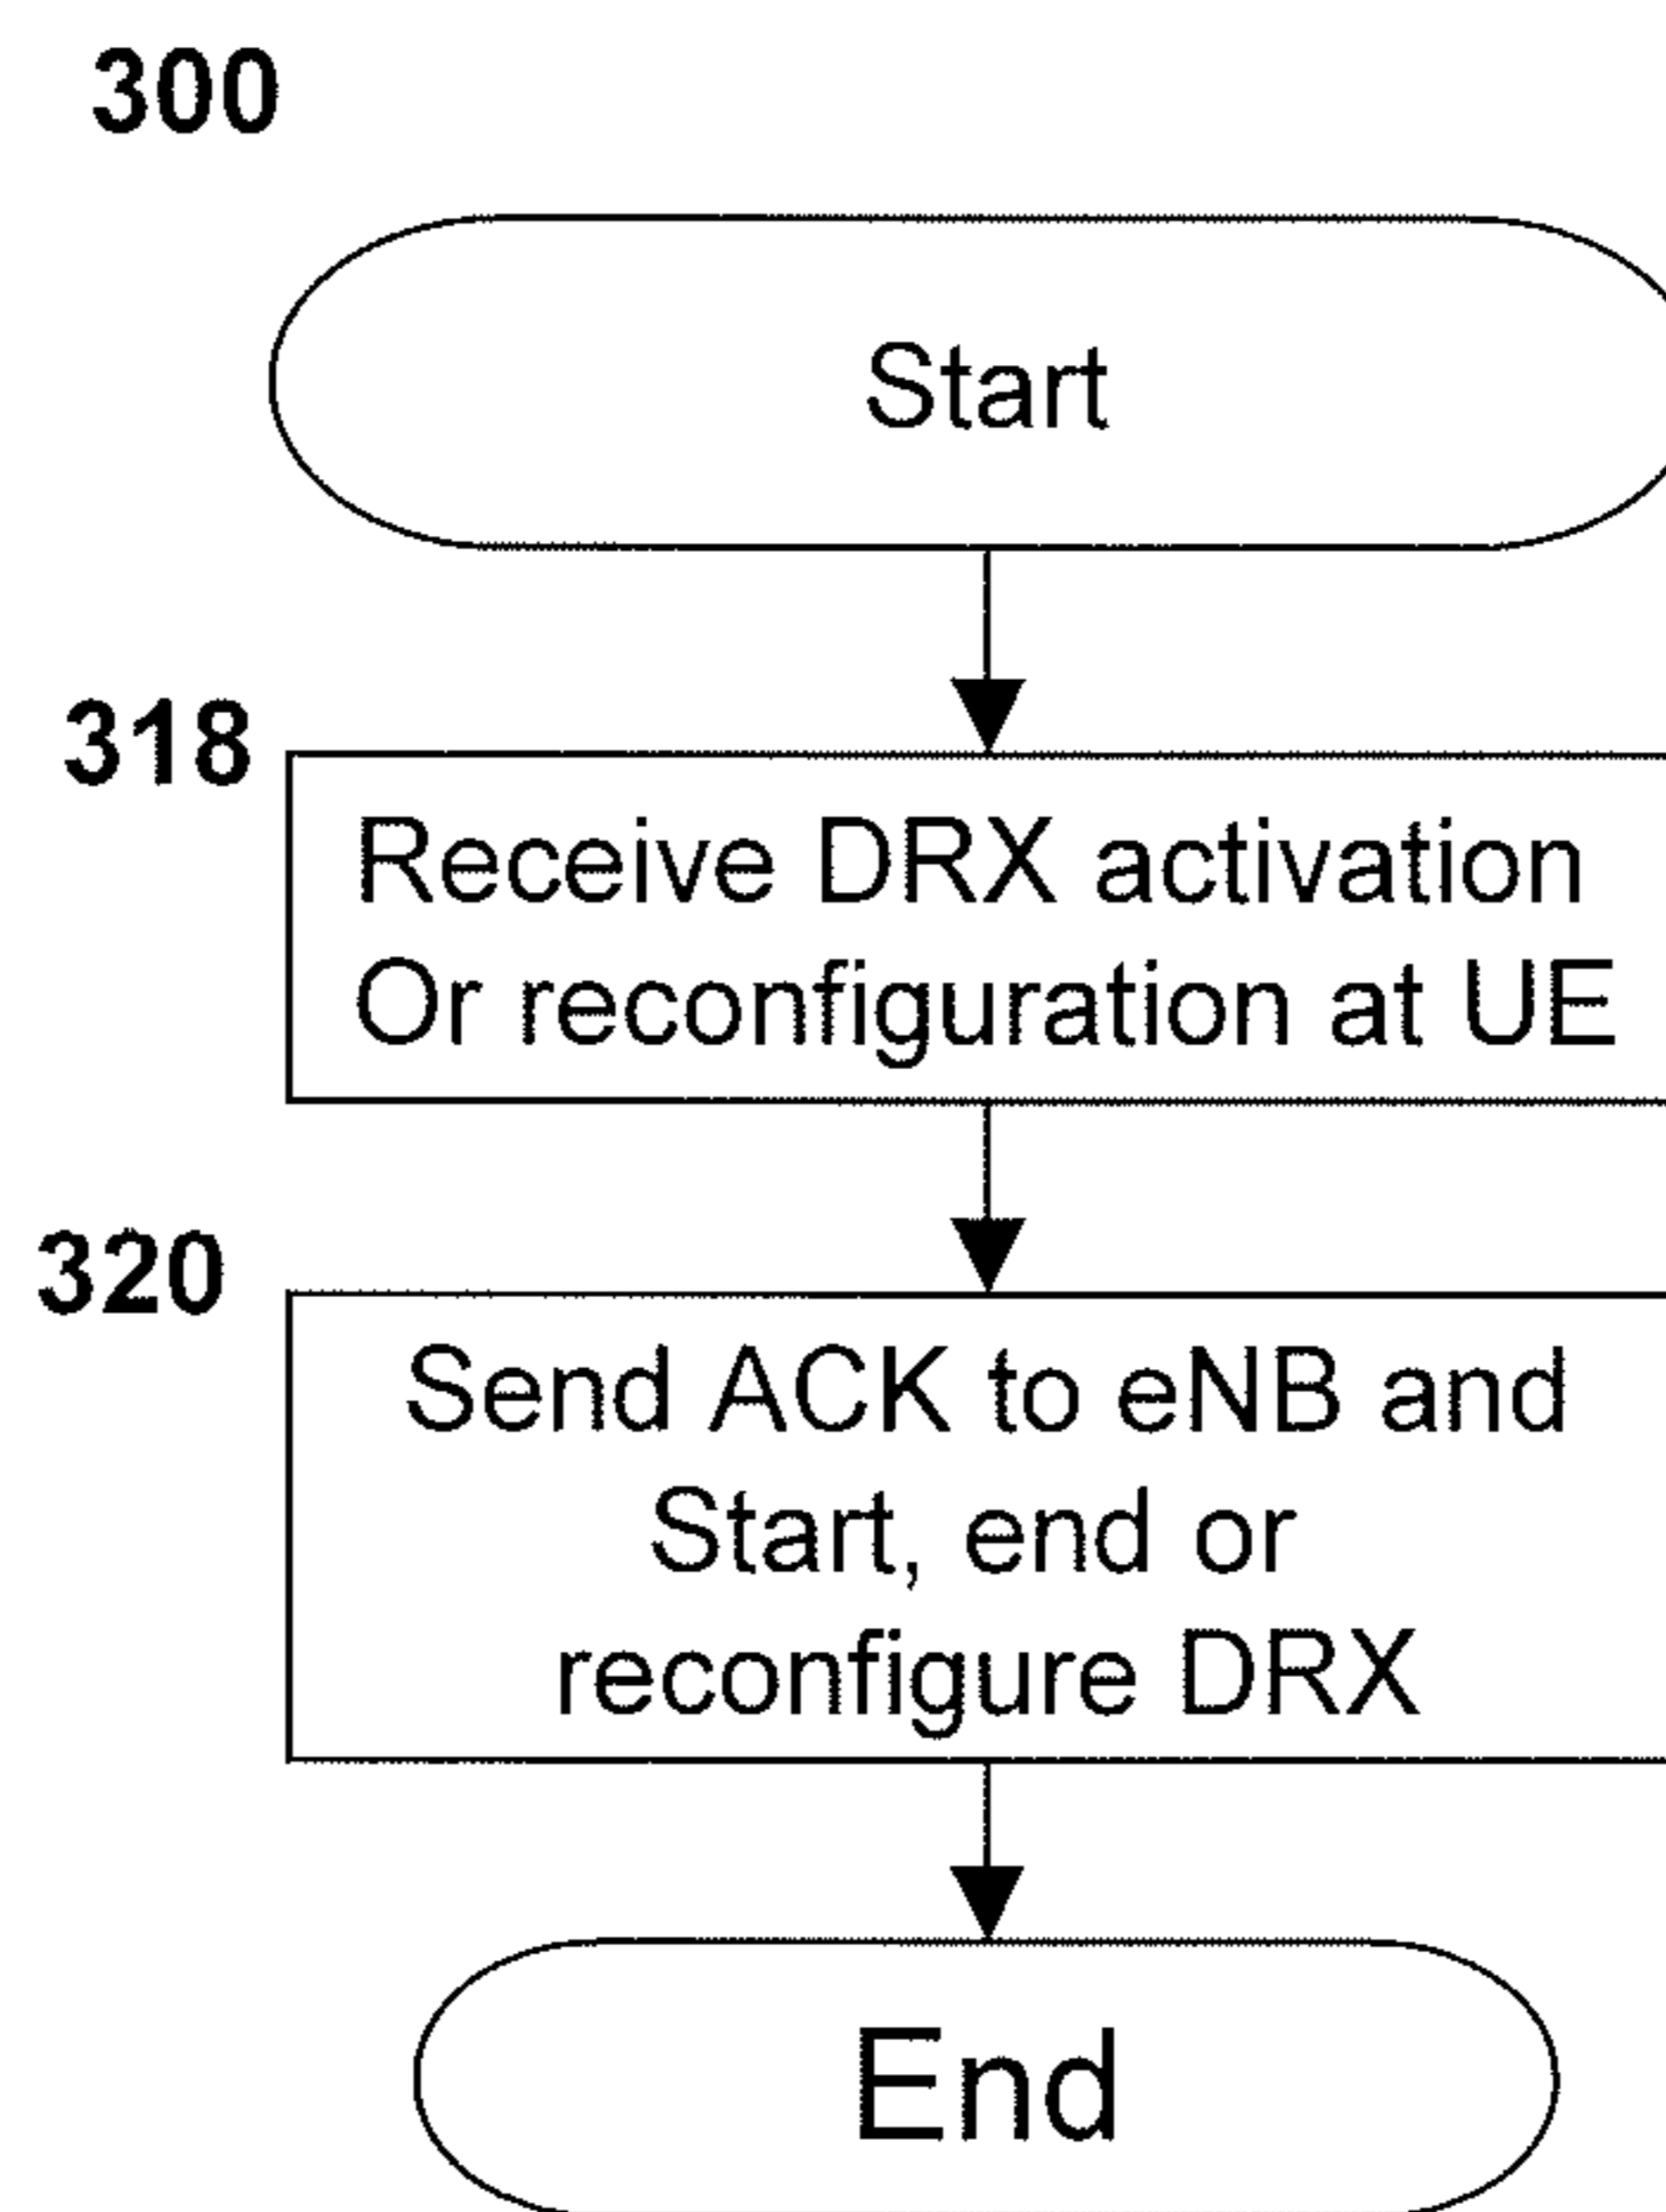 300
Start
318
Receive DRX activation
Or reconfiguration at UE
320
Send ACK to eNB and
Start, end or
reconfigure DRX
End